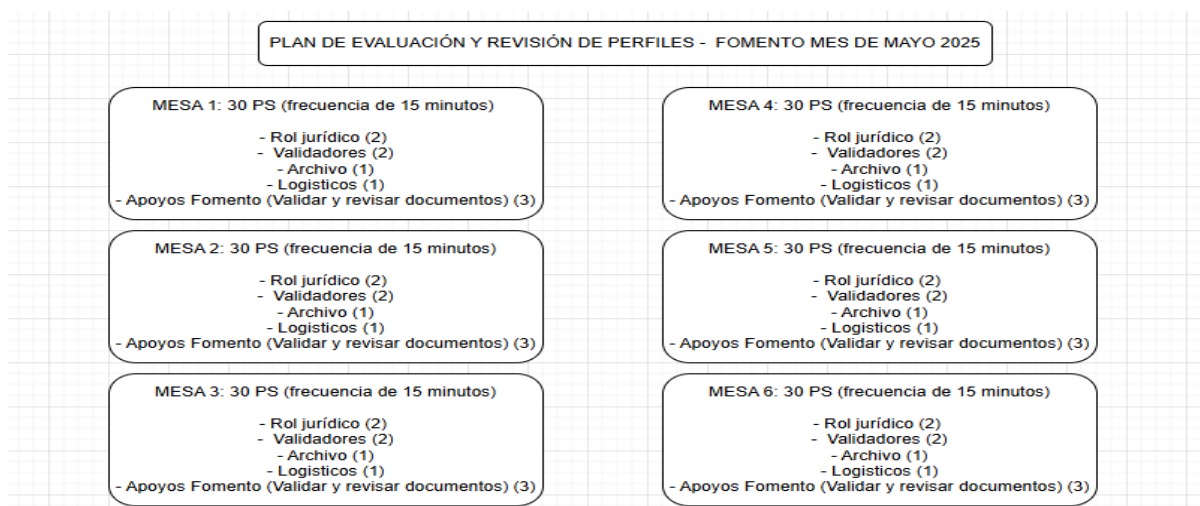 PLAN DE EVALUACIÓN Y REVISIÓN DE PERFILES - FOMENTO MES DE MAYO 2025
MESA 1: 30 PS (frecuencia de 15 minutos)
- Rol jurídico (2)
- Validadores (2)
- Archivo (1)
- Logisticos (1)
- Apoyos Fomento (Validar y revisar documentos) (3)
MESA 2: 30 PS (frecuencia de 15 minutos)
- Rol jurídico (2)
- Validadores (2)
- Archivo (1)
- Logisticos (1)
- Apoyos Fomento (Validar y revisar documentos) (3)
MESA 3: 30 PS (frecuencia de 15 minutos)
- Rol jurídico (2)
- Validadores (2)
- Archivo (1)
- Logisticos (1)
- Apoyos Fomento (Validar y revisar documentos) (3)
MESA 4: 30 PS (frecuencia de 15 minutos)
- Rol jurídico (2)
- Validadores (2)
- Archivo (1)
- Logisticos (1)
- Apoyos Fomento (Validar y revisar documentos) (3)
MESA 5: 30 PS (frecuencia de 15 minutos)
- Rol jurídico (2)
- Validadores (2)
- Archivo (1)
- Logisticos (1)
- Apoyos Fomento (Validar y revisar documentos) (3)
MESA 6: 30 PS (frecuencia de 15 minutos)
- Rol jurídico (2)
- Validadores (2)
- Archivo (1)
- Logisticos (1)
- Apoyos Fomento (Validar y revisar documentos) (3)